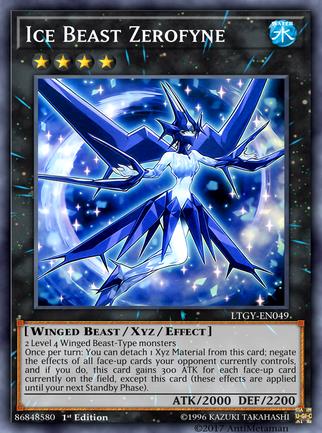 Ice Beast Zerofyne
WATER
水
LTGY-EN049
[Winged Beast/Xyz/Effect]
2 Level 4 Winged Beast-Type monsters
Once per turn: You can detach 1 Xyz Material from this card; negate
the effects of all face-up cards your opponent currently controls,
and if you do, this card gains 300 ATK for each face-up card
currently on the field, except this card (these effects are applied
until your next Standby Phase).
ATK/2000 DEF/2200
86848580 1st Edition ©1996 KAZUKI TAKAHASHI
©2017 AntiMetaman